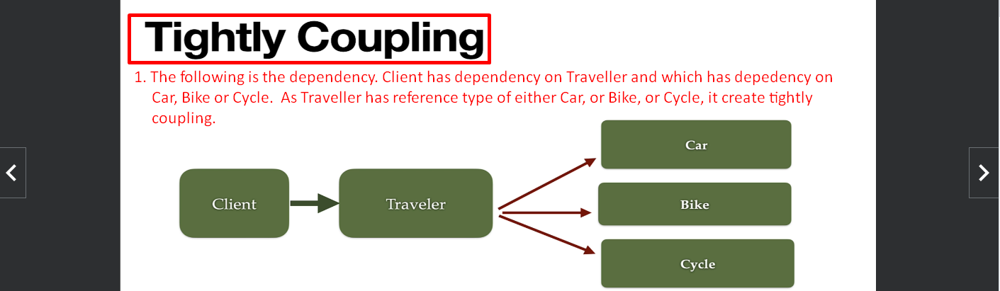 Tightly Coupling
1. The following is the dependency. Client has dependency on Traveller and which has depedency on
Car, Bike or Cycle. As Traveller has reference type of either Car, or Bike, or Cycle, it create tightly
coupling.
Car
Client
Traveler
Bike
Cycle